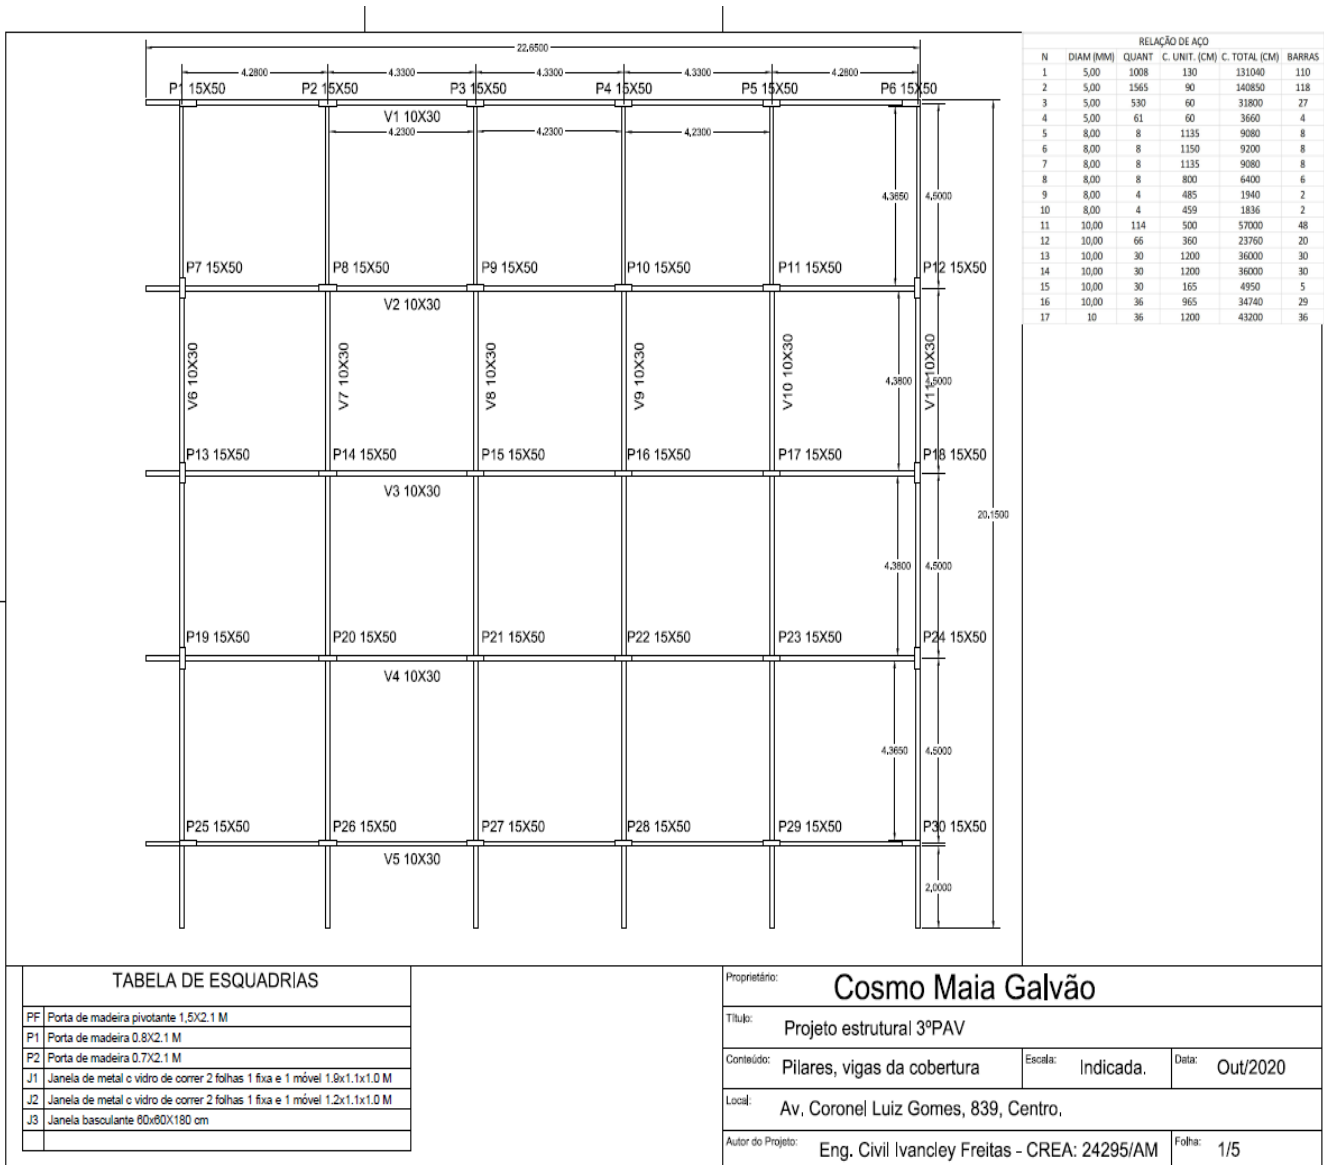 22.6500
4.2800 4.3300 4.3300 4.3300 4.2800
P1 15X50 P2 15X50 P3 15X50 P4 15X50 P5 15X50 P6 15X50
V1 10X30
4.2300 4.2300 4.2300
4.3650 4.5000
P7 15X50 P8 15X50 P9 15X50 P10 15X50 P11 15X50 P12 15X50
V2 10X30
V6 10X30 V7 10X30 V8 10X30 V9 10X30 V10 10X30 V11 10X30
4.3800 4.5000
P13 15X50 P14 15X50 P15 15X50 P16 15X50 P17 15X50 P18 15X50
V3 10X30
20.1500
4.3800 4.5000
P19 15X50 P20 15X50 P21 15X50 P22 15X50 P23 15X50 P24 15X50
V4 10X30
4.3650 4.5000
P25 15X50 P26 15X50 P27 15X50 P28 15X50 P29 15X50 P30 15X50
V5 10X30
2.0000
RELAÇÃO DE AÇO
N DIAM (MM) QUANT C. UNIT. (CM) C. TOTAL (CM) BARRAS
1 5,00 1008 130 131040 110
2 5,00 1565 90 140850 118
3 5,00 530 60 31800 27
4 5,00 61 60 3660 4
5 8,00 8 1135 9080 8
6 8,00 8 1150 9200 8
7 8,00 8 1135 9080 8
8 8,00 8 800 6400 6
9 8,00 4 485 1940 2
10 8,00 4 459 1836 2
11 10,00 114 500 57000 48
12 10,00 66 360 23760 20
13 10,00 30 1200 36000 30
14 10,00 30 1200 36000 30
15 10,00 30 165 4950 5
16 10,00 36 965 34740 29
17 10 36 1200 43200 36
TABELA DE ESQUADRIAS
PF Porta de madeira pivotante 1,5X2.1 M
P1 Porta de madeira 0.8X2.1 M
P2 Porta de madeira 0.7X2.1 M
J1 Janela de metal c vidro de correr 2 folhas 1 fixa e 1 móvel 1.9x1.1x1.0 M
J2 Janela de metal c vidro de correr 2 folhas 1 fixa e 1 móvel 1.2x1.1x1.0 M
J3 Janela basculante 60x60X180 cm
Proprietário: Cosmo Maia Galvão
Título: Projeto estrutural 3ºPAV
Conteúdo: Pilares, vigas da cobertura Escala: Indicada. Data: Out/2020
Local: Av. Coronel Luiz Gomes, 839, Centro.
Autor do Projeto: Eng. Civil Ivancley Freitas - CREA: 24295/AM Folha: 1/5